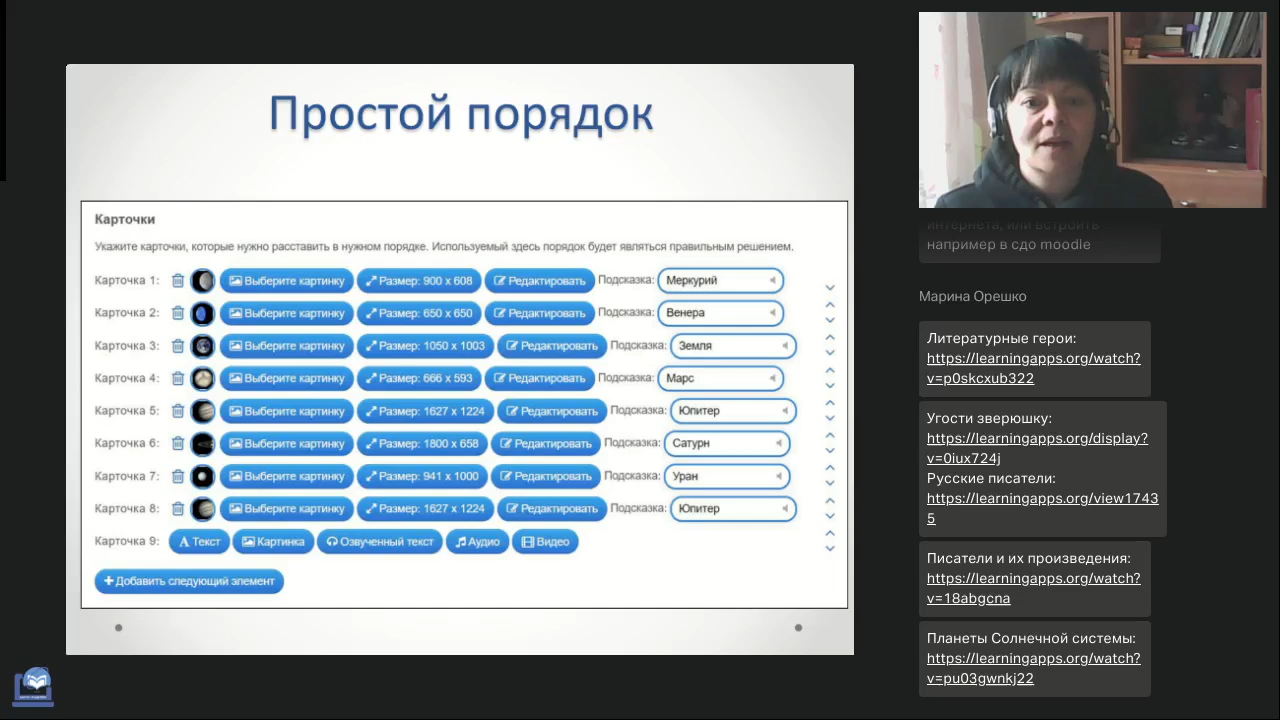 Простой порядок
Карточки
Укажите карточки, которые нужно расставить в нужном порядке. Используемый здесь порядок будет являться правильным решением.
Карточка 1: Выберите картинку Размер: 900 x 608 Редактировать Подсказка: Меркурий
Карточка 2: Выберите картинку Размер: 650 x 650 Редактировать Подсказка: Венера
Карточка 3: Выберите картинку Размер: 1050 x 1003 Редактировать Подсказка: Земля
Карточка 4: Выберите картинку Размер: 666 x 593 Редактировать Подсказка: Марс
Карточка 5: Выберите картинку Размер: 1627 x 1224 Редактировать Подсказка: Юпитер
Карточка 6: Выберите картинку Размер: 1800 x 658 Редактировать Подсказка: Сатурн
Карточка 7: Выберите картинку Размер: 941 x 1000 Редактировать Подсказка: Уран
Карточка 8: Выберите картинку Размер: 1627 x 1224 Редактировать Подсказка: Юпитер
Карточка 9: Текст Картинка Озвученный текст Аудио Видео
Добавить следующий элемент
интернета, или встроить
например в сдо moodle
Марина Орешко
Литературные герои:
https://learningapps.org/watch?
v=p0skcxub322
Угости зверюшку:
https://learningapps.org/display?
v=0iux724j
Русские писатели:
https://learningapps.org/view1743
5
Писатели и их произведения:
https://learningapps.org/watch?
v=18abgcna
Планеты Солнечной системы:
https://learningapps.org/watch?
v=pu03gwnkj22